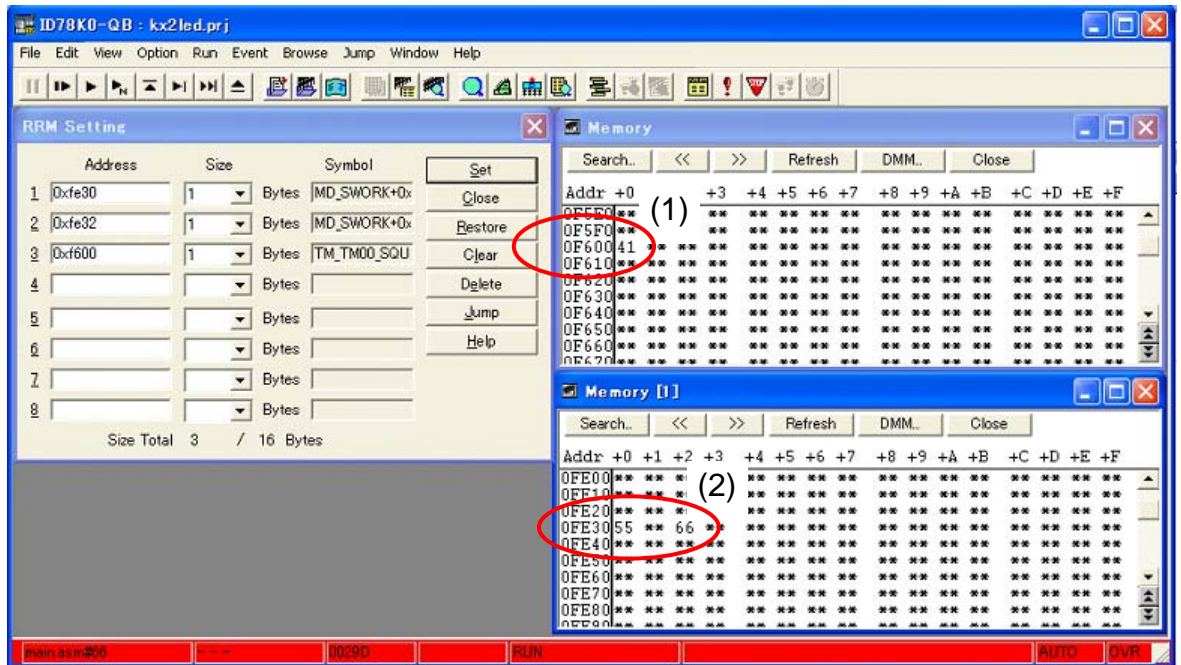 ID78K0-QB : kx2led.prj
File Edit View Option Run Event Browse Jump Window Help
RRM Setting
Address Size Symbol
1 0xfe30 1 Bytes MD_SWORK+0x
2 0xfe32 1 Bytes MD_SWORK+0x
3 0xf600 1 Bytes TM_TM00_SQU
4 Bytes
5 Bytes
6 Bytes
7 Bytes
8 Bytes
Size Total 3 / 16 Bytes
Set
Close
Restore
Clear
Delete
Jump
Help
Memory
Search.. << >> Refresh DMM.. Close
Addr +0 +3 +4 +5 +6 +7 +8 +9 +A +B +C +D +E +F
(1)
0F5E0 ** ** ** ** ** ** ** ** ** ** ** ** ** **
0F5F0 ** ** ** ** ** ** ** ** ** ** ** ** ** **
0F600 41 ** ** ** ** ** ** ** ** ** ** ** ** ** ** **
0F610 ** ** ** ** ** ** ** ** ** ** ** ** ** ** ** **
0F620 ** ** ** ** ** ** ** ** ** ** ** ** ** ** ** **
0F630 ** ** ** ** ** ** ** ** ** ** ** ** ** ** ** **
0F640 ** ** ** ** ** ** ** ** ** ** ** ** ** ** ** **
0F650 ** ** ** ** ** ** ** ** ** ** ** ** ** ** ** **
0F660 ** ** ** ** ** ** ** ** ** ** ** ** ** ** ** **
0F670 ** ** ** ** ** ** ** ** ** ** ** ** ** ** ** **
Memory [1]
Search.. << >> Refresh DMM.. Close
Addr +0 +1 +2 +3 +4 +5 +6 +7 +8 +9 +A +B +C +D +E +F
0FE00 ** ** ** ** ** ** ** ** ** ** ** ** ** ** ** **
(2)
0FE10 ** ** ** ** ** ** ** ** ** ** ** ** ** ** **
0FE20 ** ** ** ** ** ** ** ** ** ** ** ** ** ** **
0FE30 55 ** 66 ** ** ** ** ** ** ** ** ** ** ** ** **
0FE40 ** ** ** ** ** ** ** ** ** ** ** ** ** ** ** **
0FE50 ** ** ** ** ** ** ** ** ** ** ** ** ** ** ** **
0FE60 ** ** ** ** ** ** ** ** ** ** ** ** ** ** ** **
0FE70 ** ** ** ** ** ** ** ** ** ** ** ** ** ** ** **
0FE80 ** ** ** ** ** ** ** ** ** ** ** ** ** ** ** **
0FE90 ** ** ** ** ** ** ** ** ** ** ** ** ** ** ** **
main.asm#66 --- 0029D RUN AUTO OVR